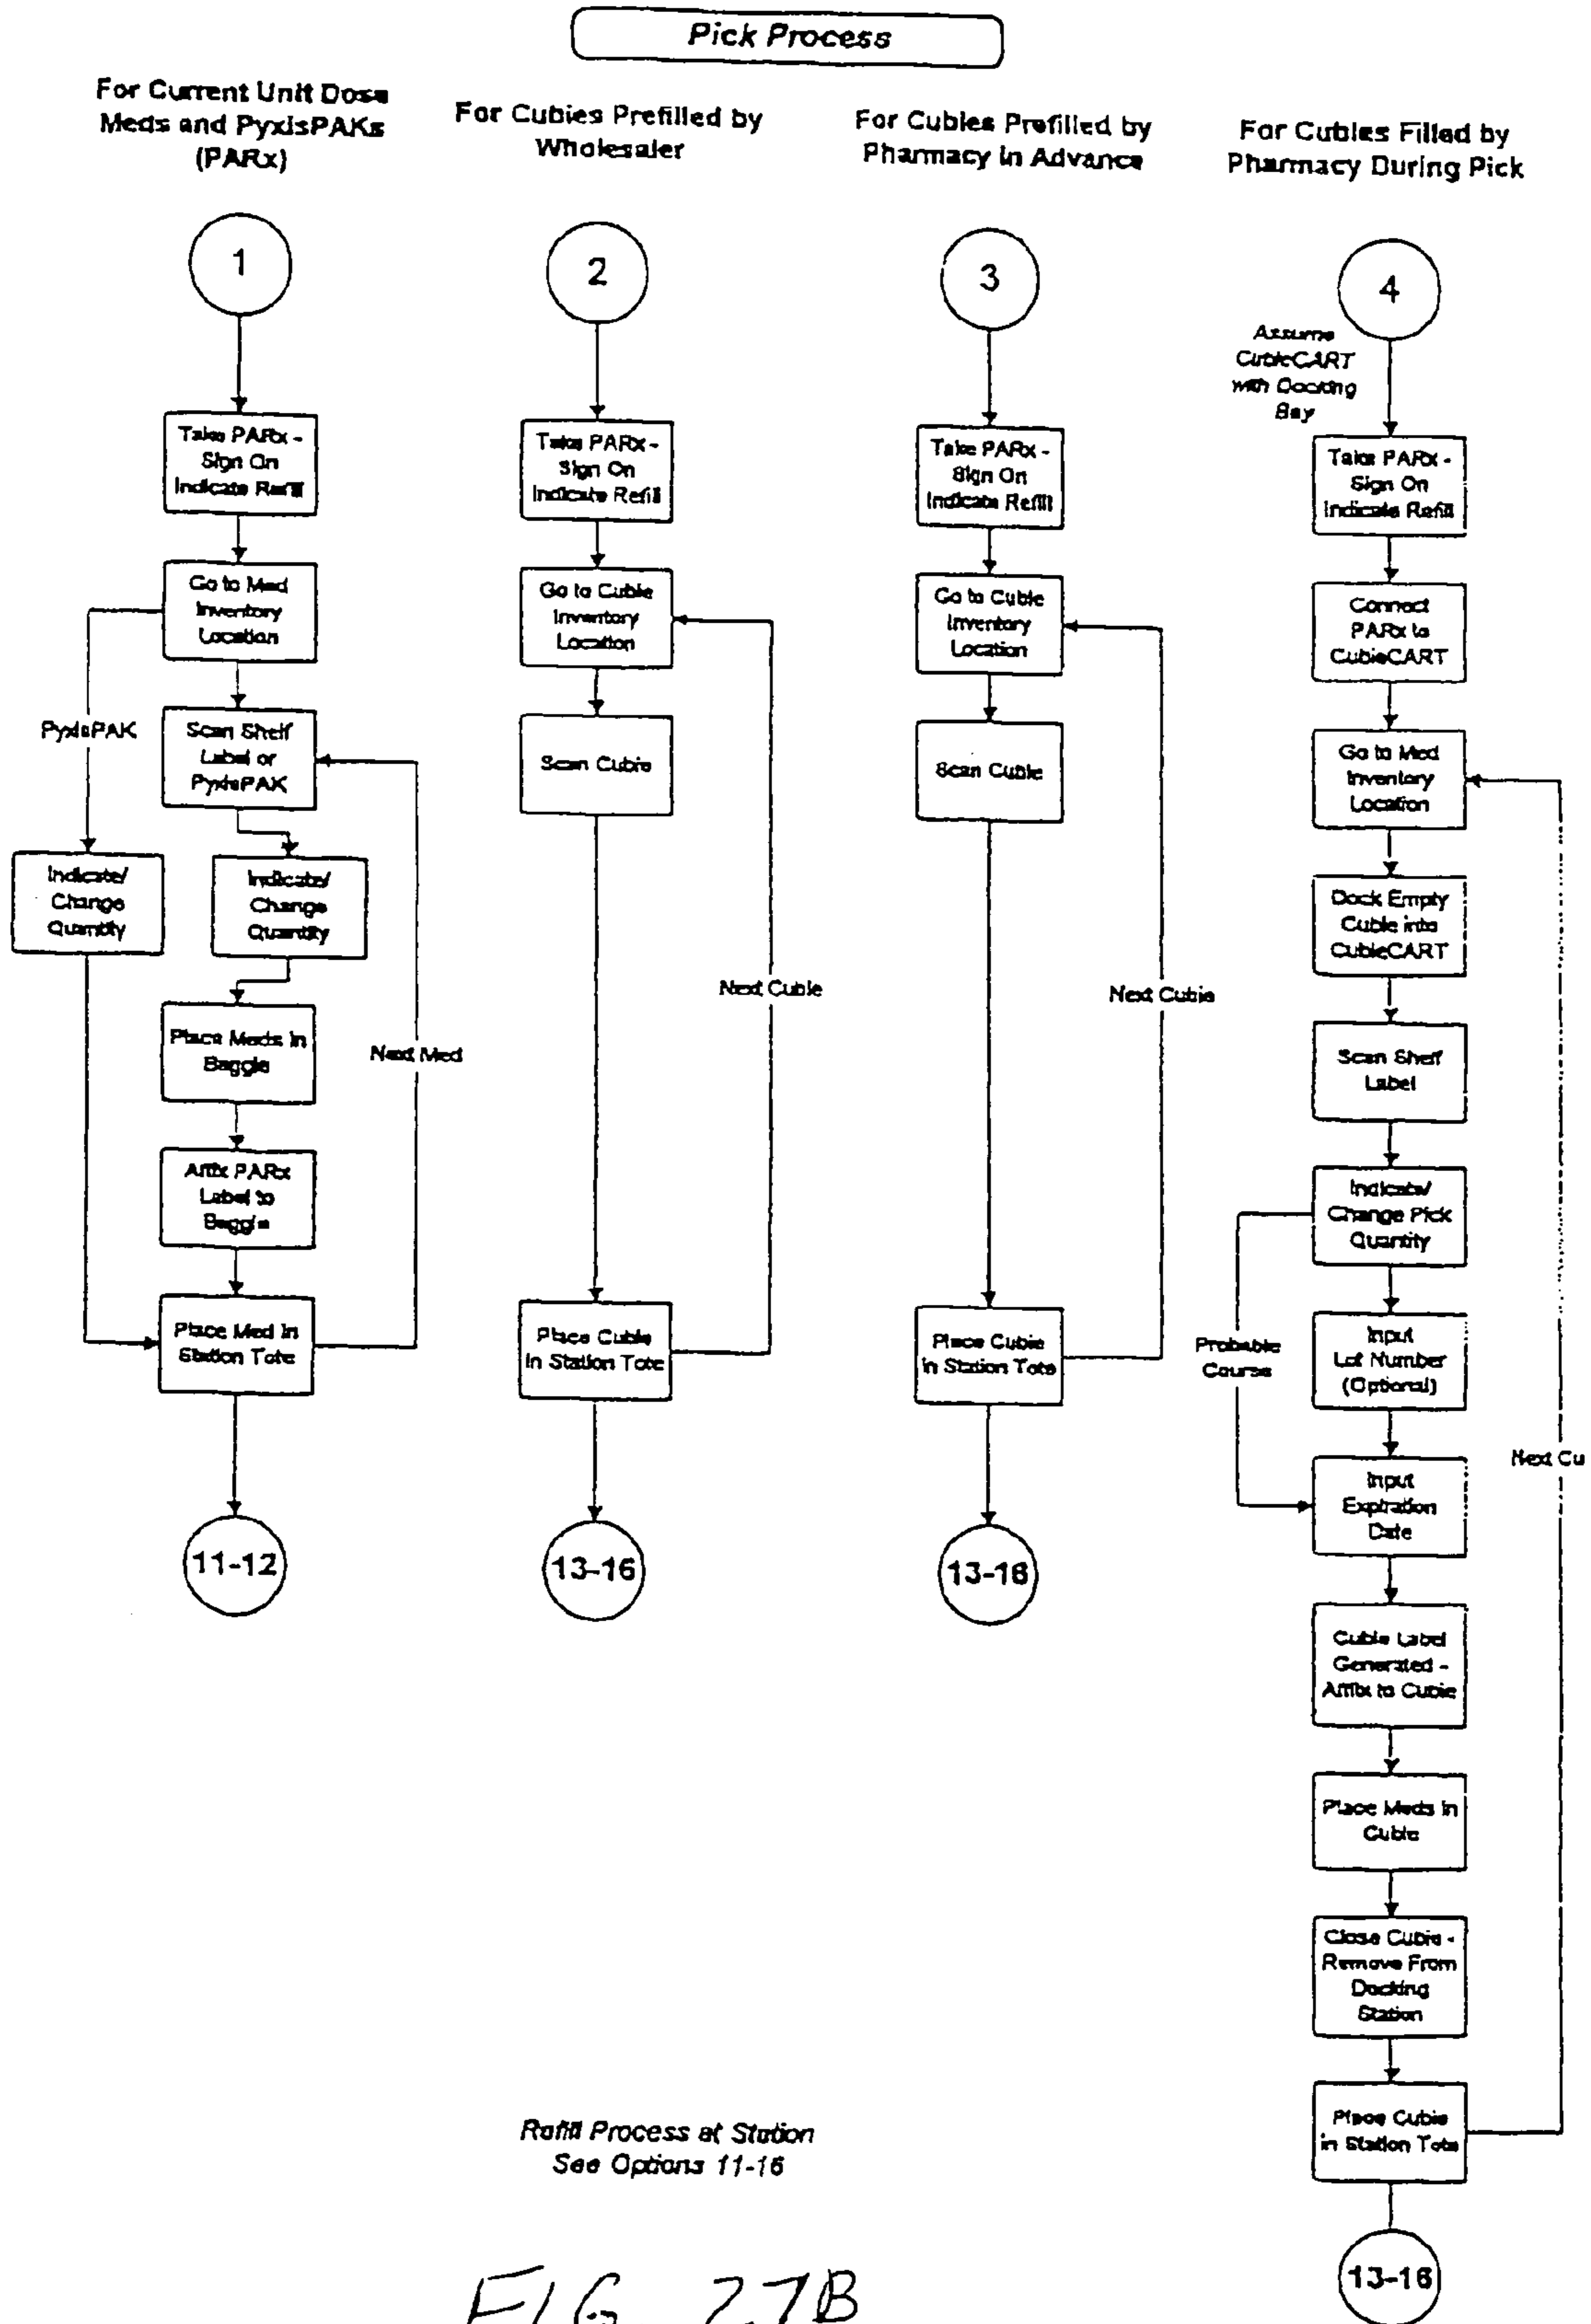 Pick Process
For Current Unit Dose
Meds and PyxisPAKs
(PARx)
1
Take PARx -
Sign On
Indicate Refill
Go to Med
Inventory
Location
PyxisPAK
Scan Shelf
Label or
PyxisPAK
Indicate/
Change
Quantity
Indicate/
Change
Quantity
Place Meds in
Baggie
Next Med
Affix PARx
Label to
Baggie
Place Med in
Station Tote
11-12
For Cubies Prefilled by
Wholesaler
2
Take PARx -
Sign On
Indicate Refill
Go to Cubie
Inventory
Location
Scan Cubie
Next Cubie
Place Cubie
in Station Tote
13-16
For Cubies Prefilled by
Pharmacy in Advance
3
Take PARx -
Sign On
Indicate Refill
Go to Cubie
Inventory
Location
Scan Cubie
Next Cubie
Place Cubie
in Station Tote
13-16
For Cubies Filled by
Pharmacy During Pick
4
Assume
CubieCART
with Docking
Bay
Take PARx -
Sign On
Indicate Refill
Connect
PARx to
CubieCART
Go to Med
Inventory
Location
Dock Empty
Cubie into
CubieCART
Scan Shelf
Label
Indicate/
Change Pick
Quantity
Probable
Course
Input
Lot Number
(Optional)
Next Cu
Input
Expiration
Date
Cubie Label
Generated -
Affix to Cubie
Place Meds in
Cubie
Close Cubie -
Remove From
Docking
Station
Place Cubie
in Station Tote
13-16
Refill Process at Station
See Options 11-16
FIG. 27B